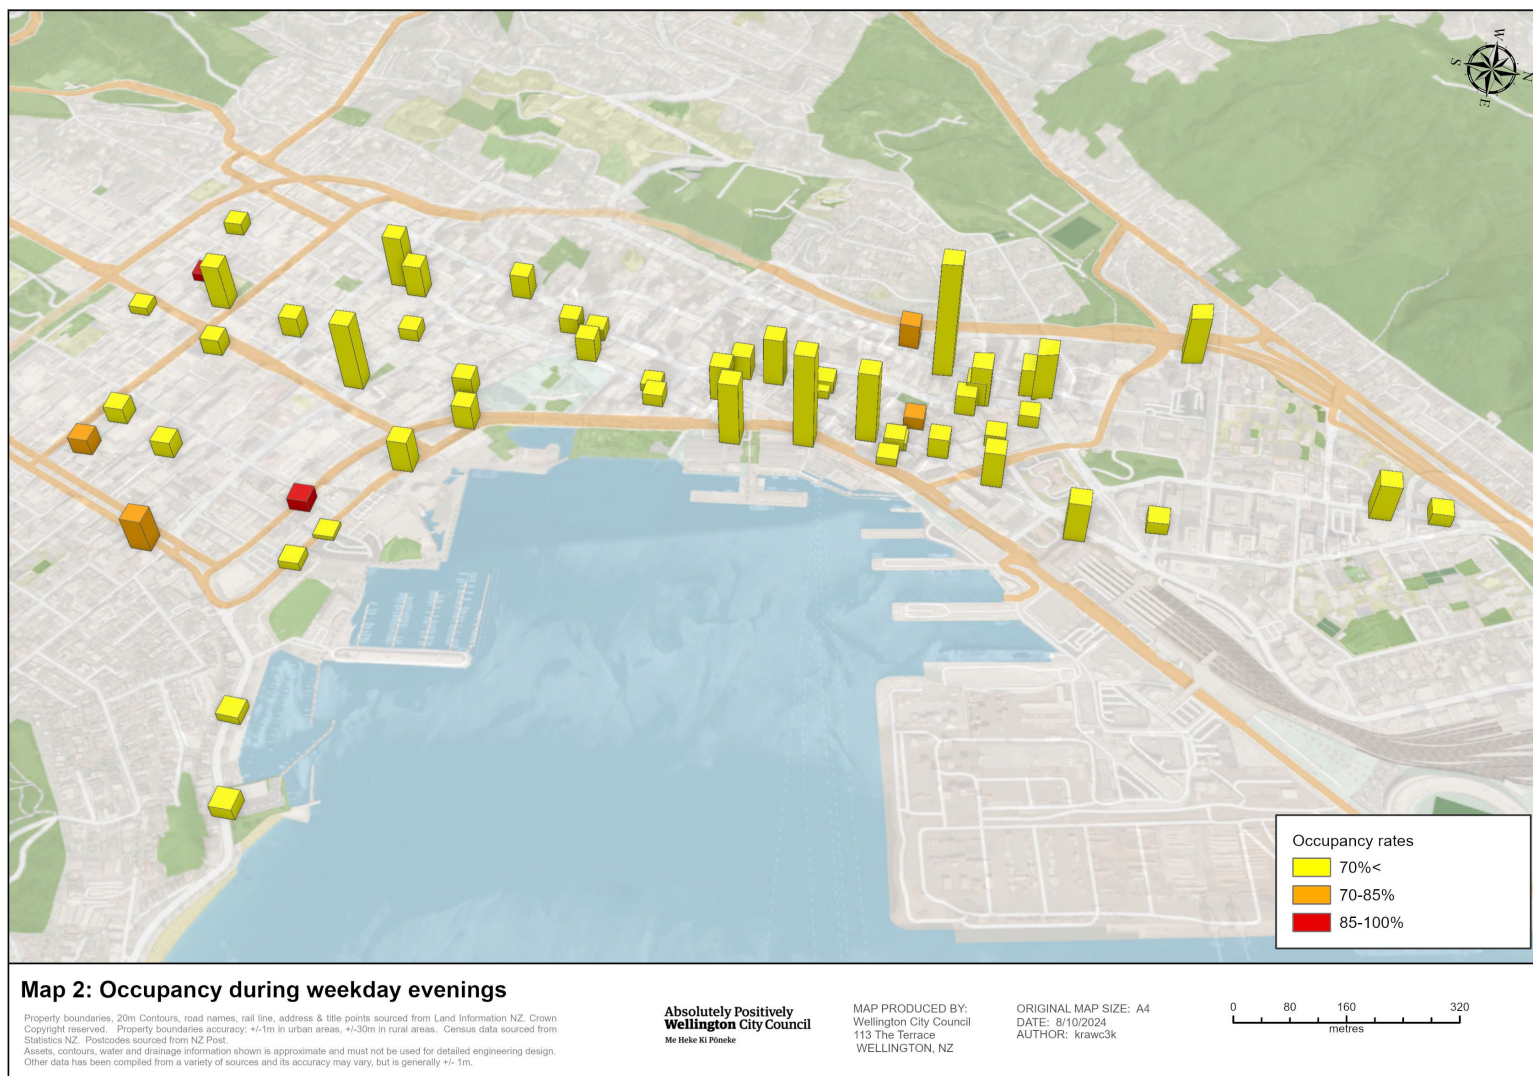 W
S
N
E
Occupancy rates
70%<
70-85%
85-100%
Map 2: Occupancy during weekday evenings
Property boundaries, 20m Contours, road names, rail line, address & title points sourced from Land Information NZ. Crown
Copyright reserved. Property boundaries accuracy: +/-1m in urban areas, +/-30m in rural areas. Census data sourced from
Statistics NZ. Postcodes sourced from NZ Post.
Assets, contours, water and drainage information shown is approximate and must not be used for detailed engineering design.
Other data has been compiled from a variety of sources and its accuracy may vary, but is generally +/- 1m.
Absolutely Positively
Wellington City Council
Me Heke Ki Pōneke
MAP PRODUCED BY:
Wellington City Council
113 The Terrace
WELLINGTON, NZ
ORIGINAL MAP SIZE: A4
DATE: 8/10/2024
AUTHOR: krawc3k
0 80 160 320
metres